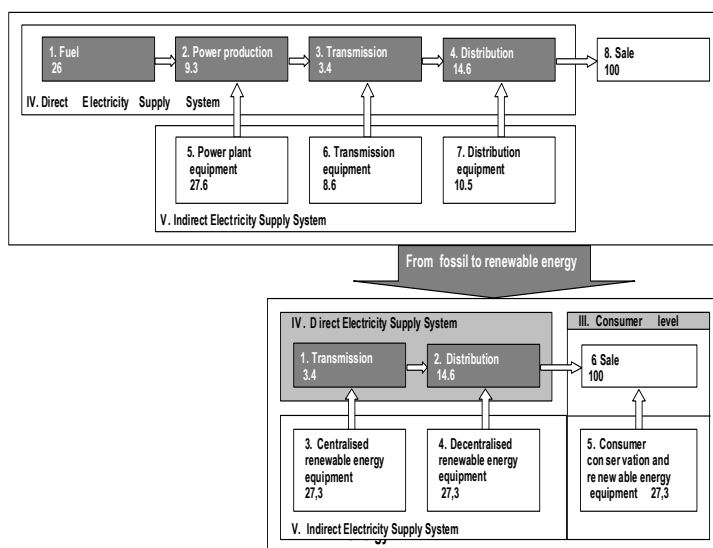 1. Fuel
26
2. Power production
9.3
3. Transmission
3.4
4. Distribution
14.6
8. Sale
100
IV. Direct Electricity Supply System
5. Power plant
equipment
27.6
6. Transmission
equipment
8.6
7. Distribution
equipment
10.5
V. Indirect Electricity Supply System
From fossil to renewable energy
IV. Direct Electricity Supply System
III. Consumer level
1. Transmission
3.4
2. Distribution
14.6
6. Sale
100
3. Centralised
renewable energy
equipment
27,3
4. Decentralised
renewable energy
equipment
27,3
5. Consumer
conservation and
renewable energy
equipment 27,3
V. Indirect Electricity Supply System